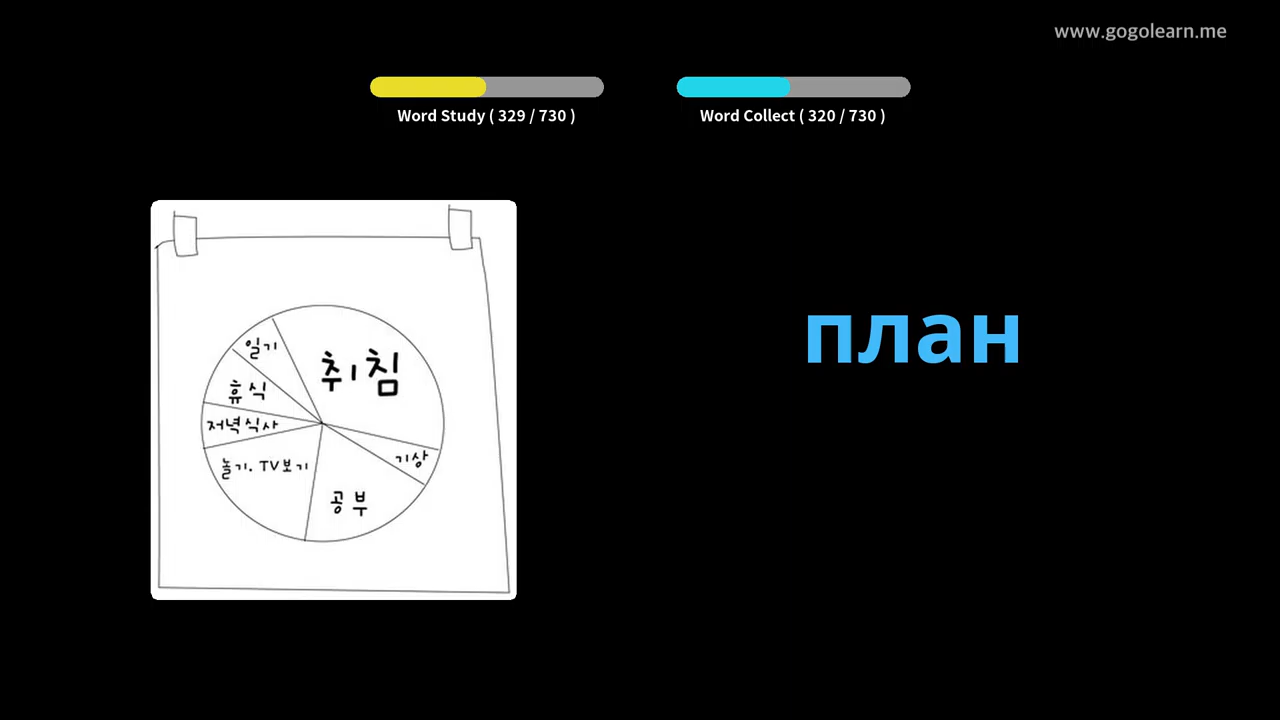 www.gogolearn.me
Word Study ( 329 / 730 )
Word Collect ( 320 / 730 )
일기
취침
휴식
저녁식사
놀기. TV보기
기상
공부
план